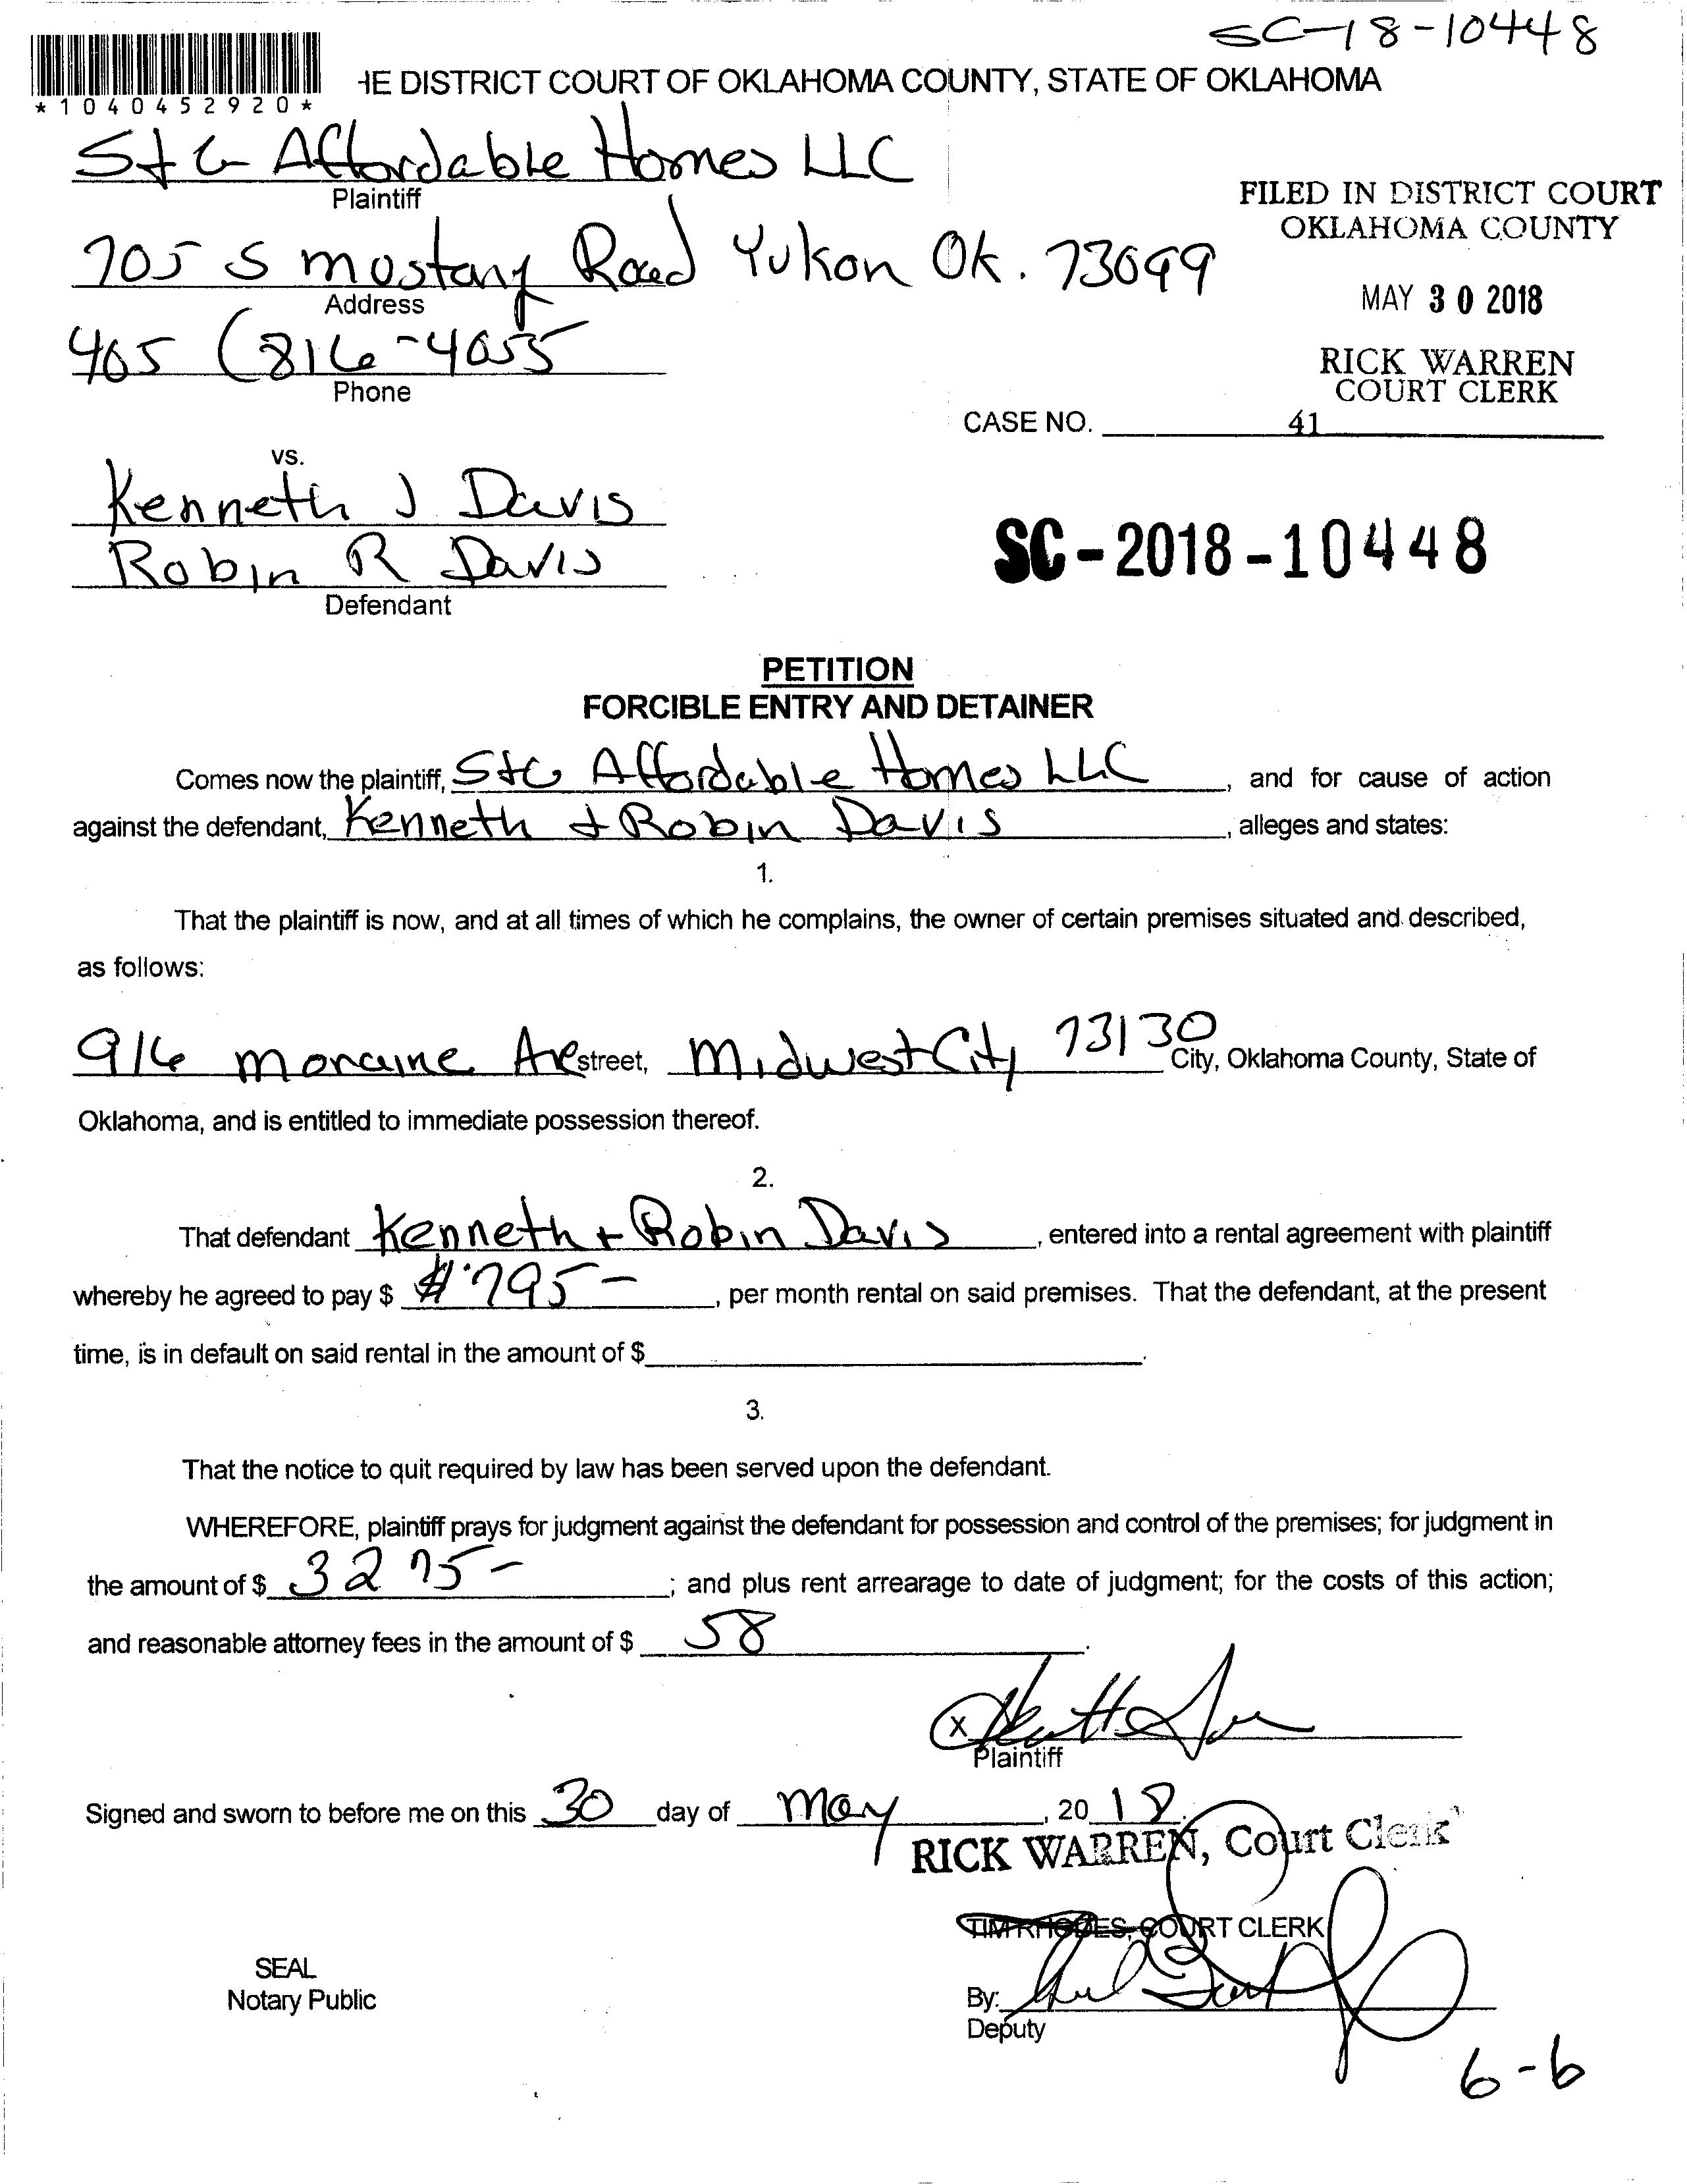 SC-18-10448
*1040452920*
HE DISTRICT COURT OF OKLAHOMA COUNTY, STATE OF OKLAHOMA
S+G Affordable Homes LLC
Plaintiff
FILED IN DISTRICT COURT
OKLAHOMA COUNTY
705 S mustang Road Yukon Ok. 73099
Address
MAY 30 2018
405 (816-4055
Phone
RICK WARREN
COURT CLERK
CASE NO. 41
vs.
Kenneth J Davis
Robin R Davis
Defendant
SC-2018-10448
PETITION
FORCIBLE ENTRY AND DETAINER
Comes now the plaintiff, S+G Affordable Homes LLC, and for cause of action
against the defendant, Kenneth + Robin Davis, alleges and states:
1.
That the plaintiff is now, and at all times of which he complains, the owner of certain premises situated and described,
as follows:
916 moraine Ave street, Midwest City 73130 City, Oklahoma County, State of
Oklahoma, and is entitled to immediate possession thereof.
2.
That defendant Kenneth + Robin Davis, entered into a rental agreement with plaintiff
whereby he agreed to pay $ #795-, per month rental on said premises. That the defendant, at the present
time, is in default on said rental in the amount of $ .
3.
That the notice to quit required by law has been served upon the defendant.
WHEREFORE, plaintiff prays for judgment against the defendant for possession and control of the premises; for judgment in
the amount of $ 3275-; and plus rent arrearage to date of judgment; for the costs of this action;
and reasonable attorney fees in the amount of $ 58.
X
Plaintiff
Signed and sworn to before me on this 30 day of may, 20 18.
RICK WARREN, Court Clerk
TIM RHODES, COURT CLERK
SEAL
Notary Public
By:
Deputy
6-6